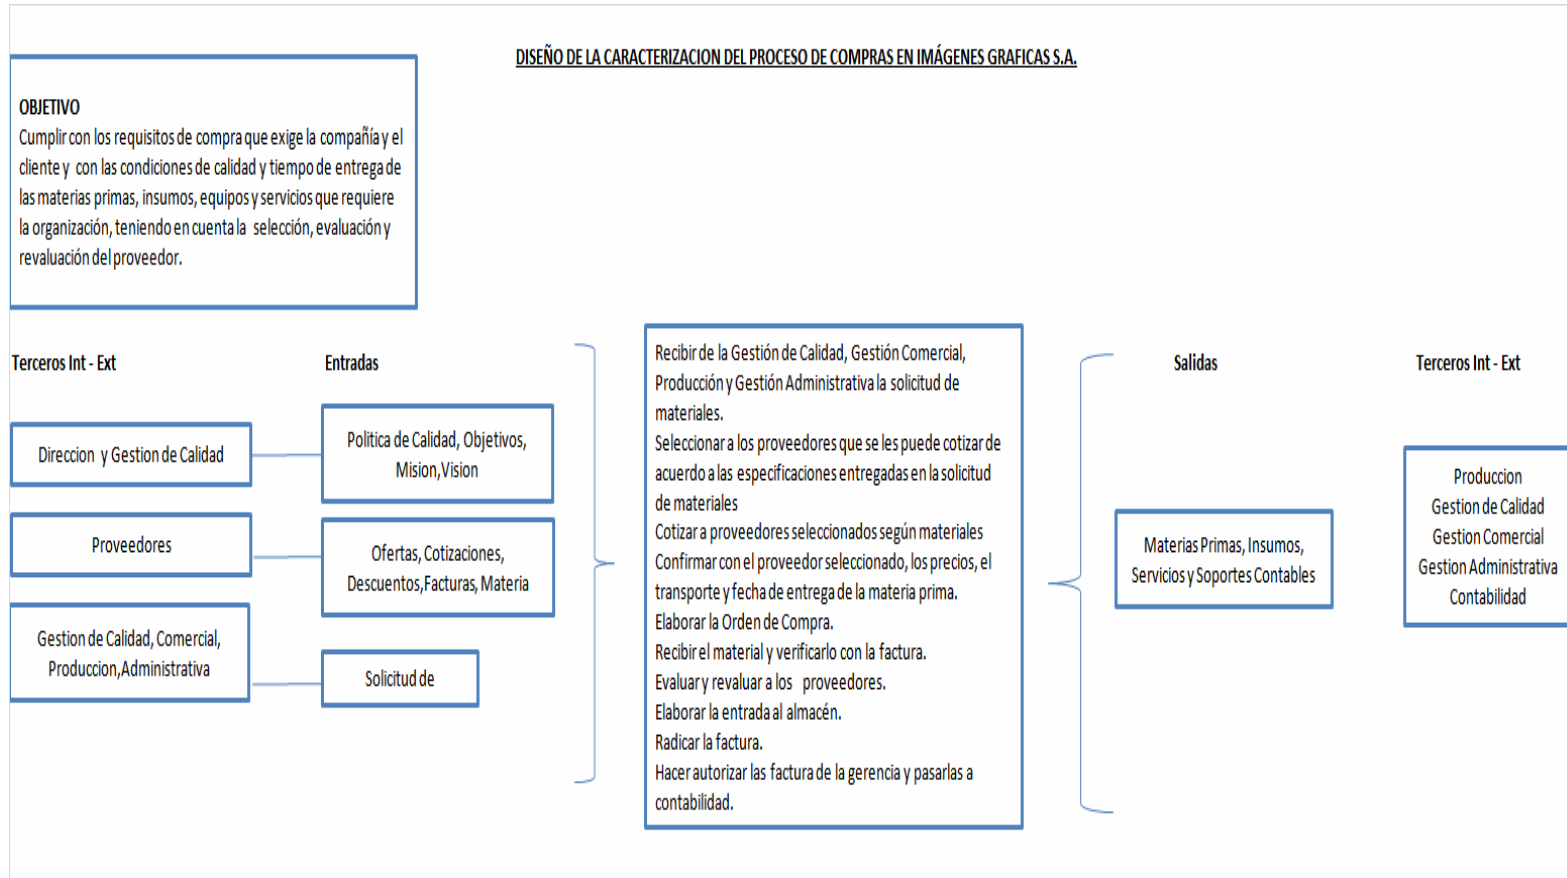 DISEÑO DE LA CARACTERIZACION DEL PROCESO DE COMPRAS EN IMÁGENES GRAFICAS S.A.
OBJETIVO
Cumplir con los requisitos de compra que exige la compañía y el
cliente y con las condiciones de calidad y tiempo de entrega de
las materias primas, insumos, equipos y servicios que requiere
la organización, teniendo en cuenta la selección, evaluación y
revaluación del proveedor.
Terceros Int - Ext
Entradas
Direccion y Gestion de Calidad
Politica de Calidad, Objetivos,
Mision,Vision
Proveedores
Ofertas, Cotizaciones,
Descuentos,Facturas, Materia
Gestion de Calidad, Comercial,
Produccion,Administrativa
Solicitud de
Recibir de la Gestión de Calidad, Gestión Comercial,
Producción y Gestión Administrativa la solicitud de
materiales.
Seleccionar a los proveedores que se les puede cotizar de
acuerdo a las especificaciones entregadas en la solicitud
de materiales
Cotizar a proveedores seleccionados según materiales
Confirmar con el proveedor seleccionado, los precios, el
transporte y fecha de entrega de la materia prima.
Elaborar la Orden de Compra.
Recibir el material y verificarlo con la factura.
Evaluar y revaluar a los proveedores.
Elaborar la entrada al almacén.
Radicar la factura.
Hacer autorizar las factura de la gerencia y pasarlas a
contabilidad.
Salidas
Materias Primas, Insumos,
Servicios y Soportes Contables
Terceros Int - Ext
Produccion
Gestion de Calidad
Gestion Comercial
Gestion Administrativa
Contabilidad